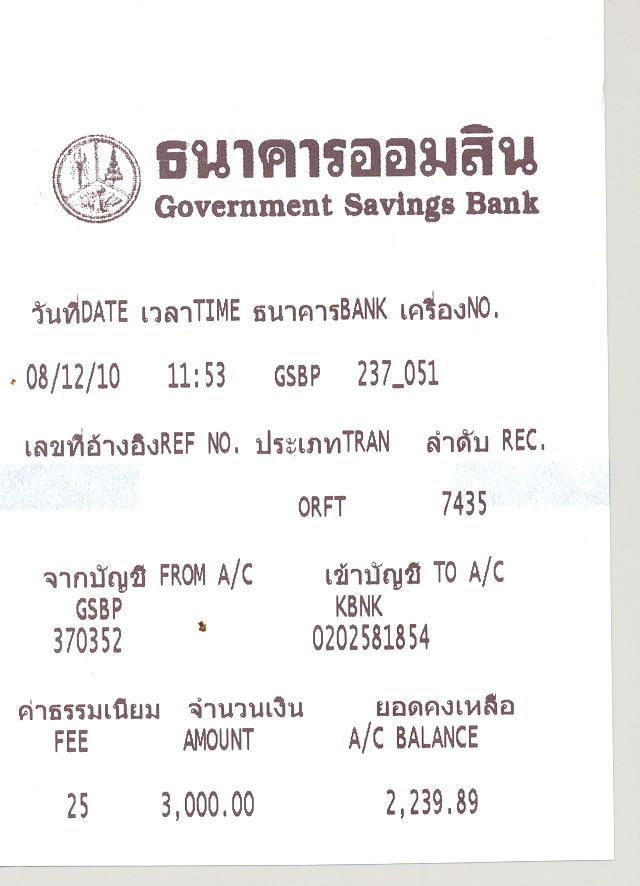 ธนาคารออมสิน
Government Savings Bank
วันที่DATE เวลาTIME ธนาคารBANK เครื่องNO.
08/12/10 11:53 GSBP 237_051
เลขที่อ้างอิงREF NO. ประเภทTRAN ลำดับ REC.
ORFT 7435
จากบัญชี FROM A/C เข้าบัญชี TO A/C
GSBP KBNK
370352 0202581854
ค่าธรรมเนียม จำนวนเงิน ยอดคงเหลือ
FEE AMOUNT A/C BALANCE
25 3,000.00 2,239.89